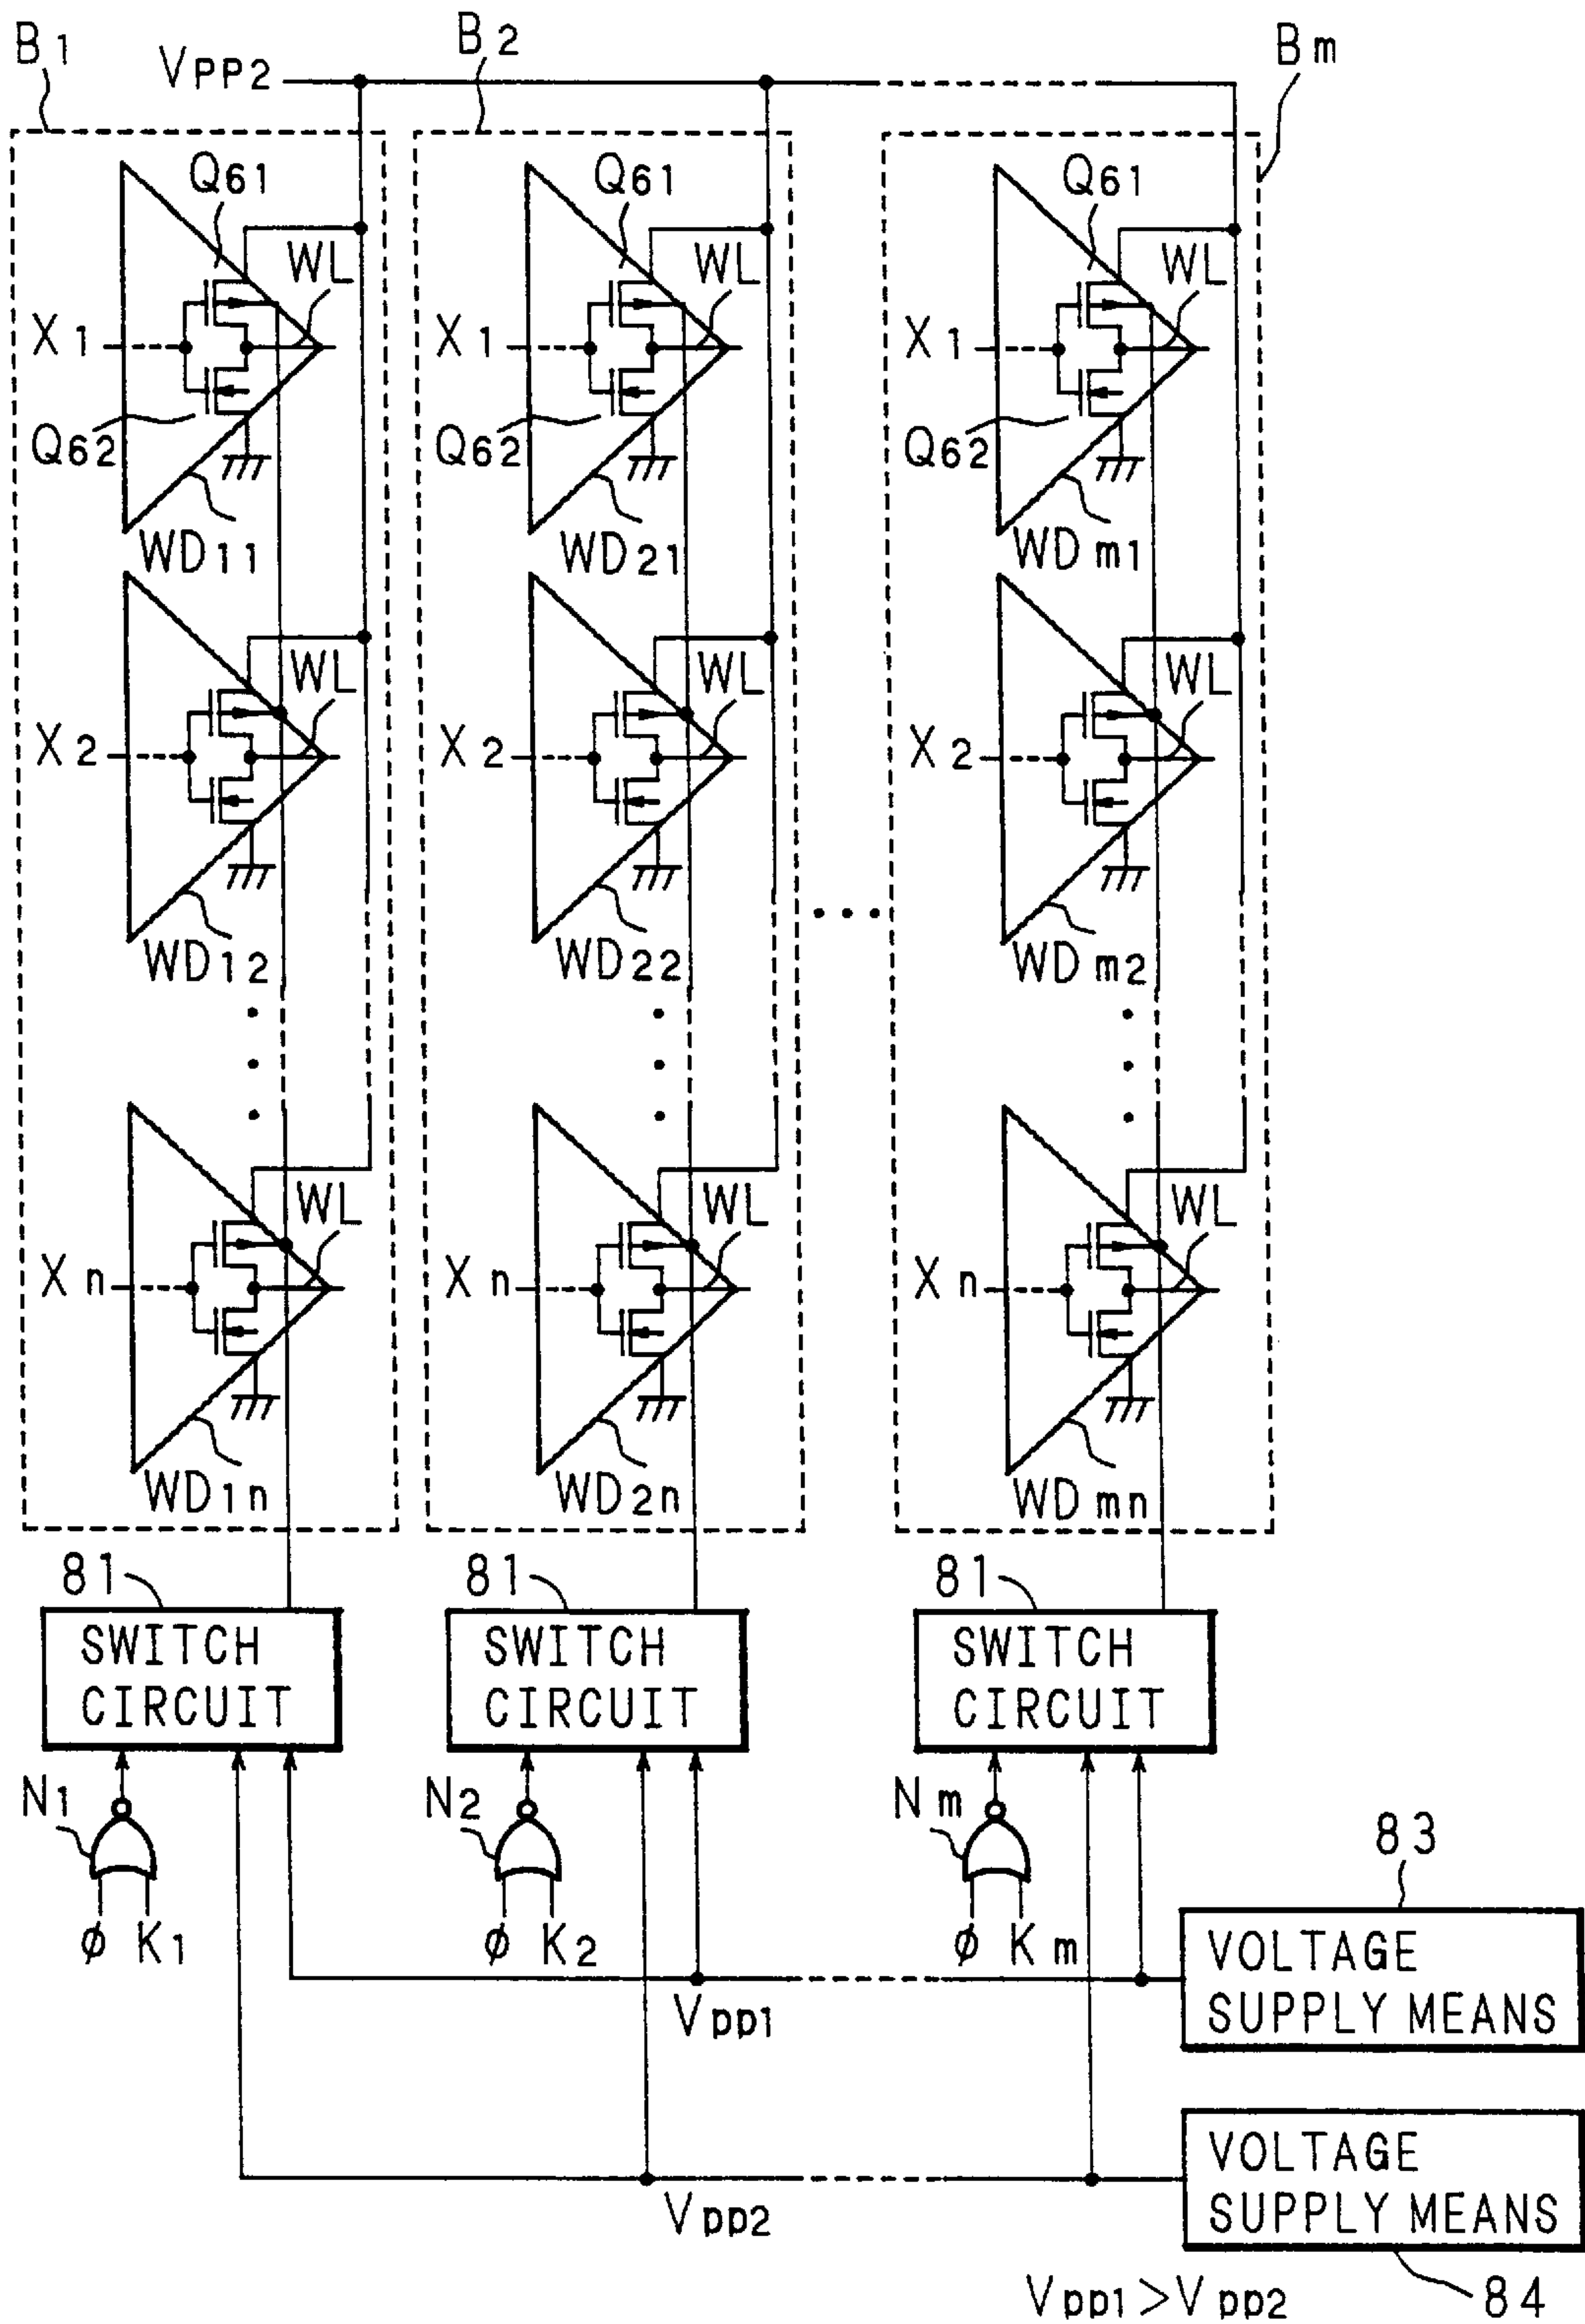 B1 VPP2 B2 Bm
Q61 Q61 Q61
WL WL WL
X1 X1 X1
Q62 Q62 Q62
WD11 WD21 WDm1
WL WL WL
X2 X2 X2
WD12 WD22 WDm2
WL WL WL
Xn Xn Xn
WD1n WD2n WDmn
81 81 81
SWITCH SWITCH SWITCH
CIRCUIT CIRCUIT CIRCUIT
N1 N2 Nm
83
ø K1 ø K2 ø Km
VOLTAGE
SUPPLY MEANS
Vpp1
VOLTAGE
SUPPLY MEANS
Vpp2
Vpp1>Vpp2
84